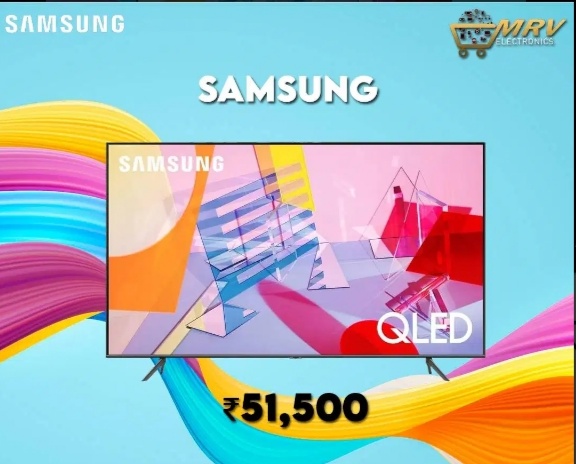 SAMSUNG
MRV
ELECTRONICS
SAMSUNG
SAMSUNG
QLED
₹51,500